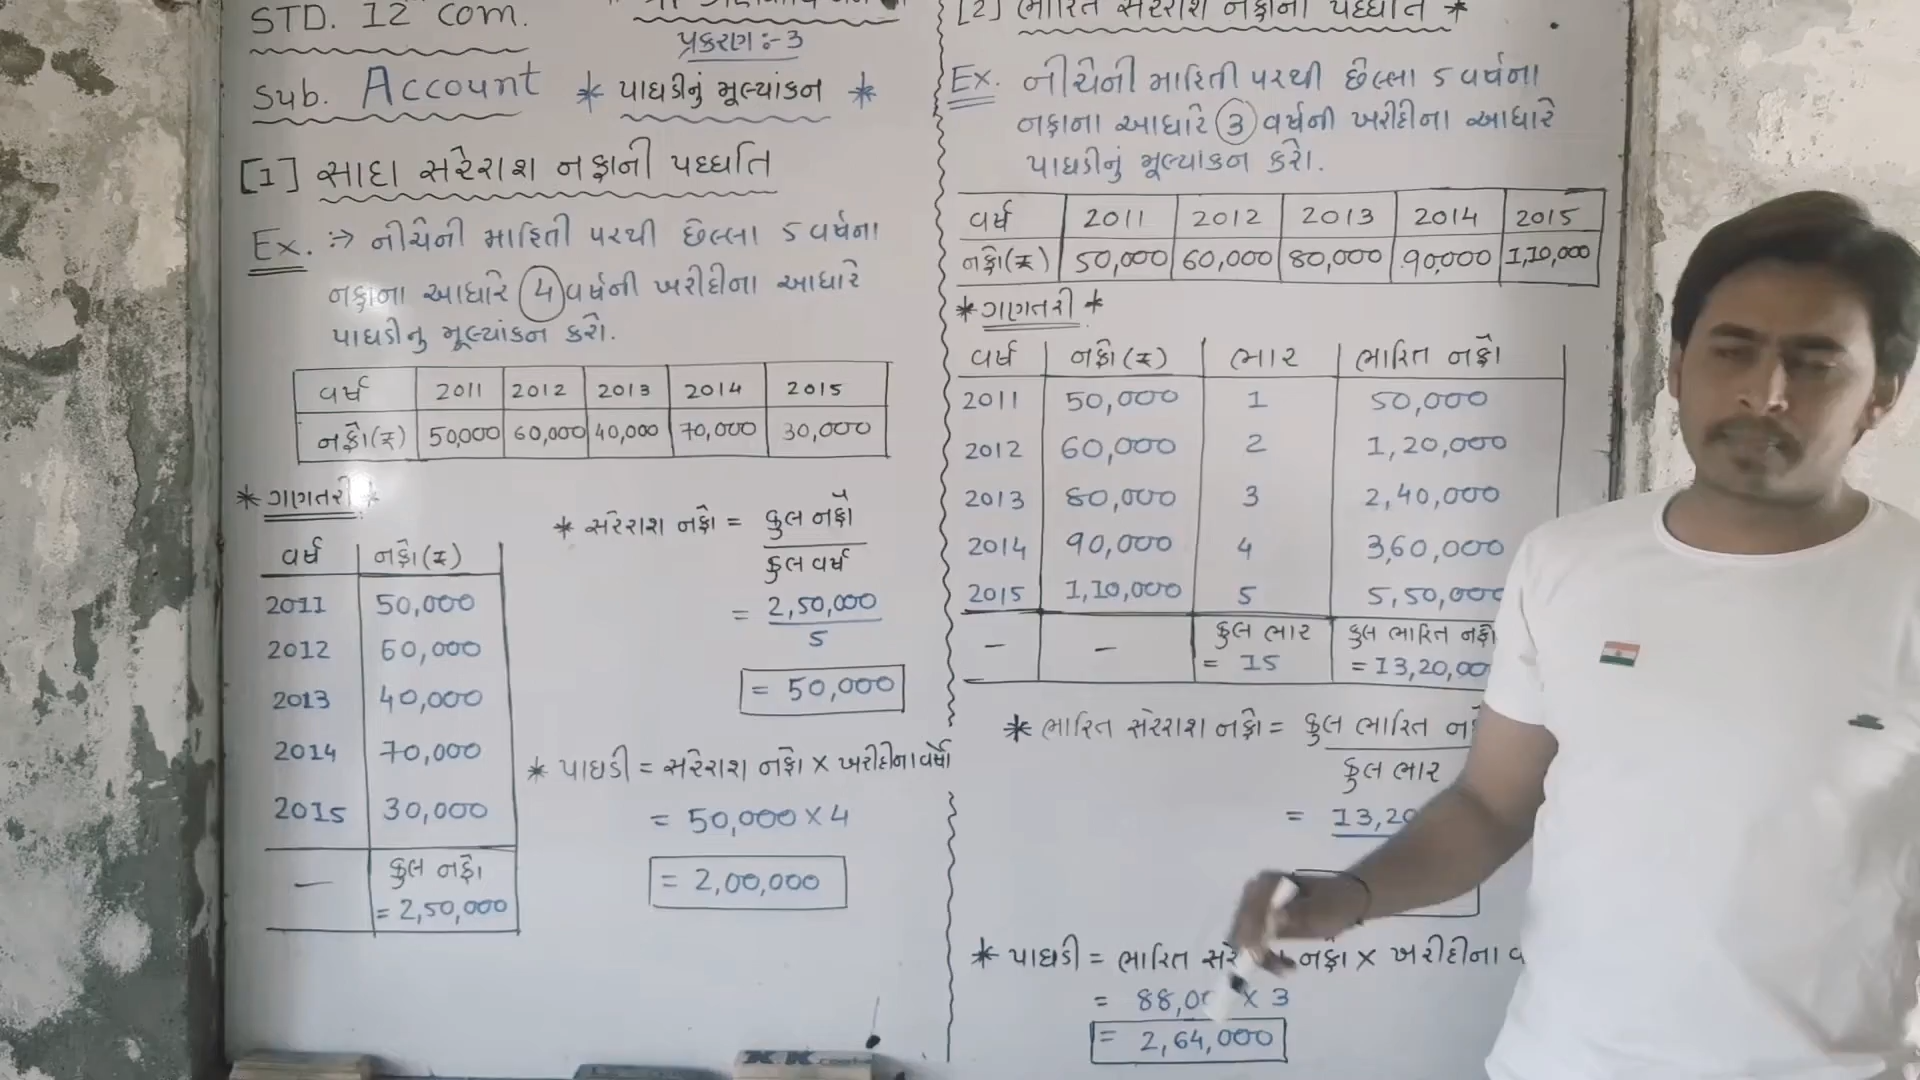 STD. 12 com.
પ્રકરણ :- 3
Sub. Account * પાઘડીનું મૂલ્યાંકન *
[1] સાદા સરેરાશ નફાની પધ્ધતિ
Ex. :→ નીચેની માહિતી પરથી છેલ્લા 5 વર્ષના
નફાના આધારે 4 વર્ષની ખરીદીના આધારે
પાઘડીનુ મૂલ્યાંકન કરો.
વર્ષ 2011 2012 2013 2014 2015
નફો(₹) 50,000 60,000 40,000 70,000 30,000
* ગણતરી *
વર્ષ નફો(₹)
2011 50,000
2012 60,000
2013 40,000
2014 70,000
2015 30,000
— કુલ નફો
= 2,50,000
* સરેરાશ નફો = કુલ નફો
કુલ વર્ષ
= 2,50,000
5
= 50,000
* પાઘડી = સરેરાશ નફો x ખરીદીના વર્ષો
= 50,000 x 4
= 2,00,000
[2] ભારિત સરેરાશ નફાની પધ્ધતિ *
Ex. નીચેની માહિતી પરથી છેલ્લા 5 વર્ષના
નફાના આધારે 3 વર્ષની ખરીદીના આધારે
પાઘડીનું મૂલ્યાંકન કરો.
વર્ષ 2011 2012 2013 2014 2015
નફો(₹) 50,000 60,000 80,000 90,000 1,10,000
* ગણતરી *
વર્ષ નફો(₹) ભાર ભારિત નફો
2011 50,000 1 50,000
2012 60,000 2 1,20,000
2013 80,000 3 2,40,000
2014 90,000 4 3,60,000
2015 1,10,000 5 5,50,000
— — કુલ ભાર કુલ ભારિત નફો
= 15 = 13,20,00
* ભારિત સરેરાશ નફો = કુલ ભારિત
કુલ ભાર
= 13,20
* પાઘડી = ભારિત નફો x ખરીદીના
= 88,0 x 3
= 2,64,000
KK